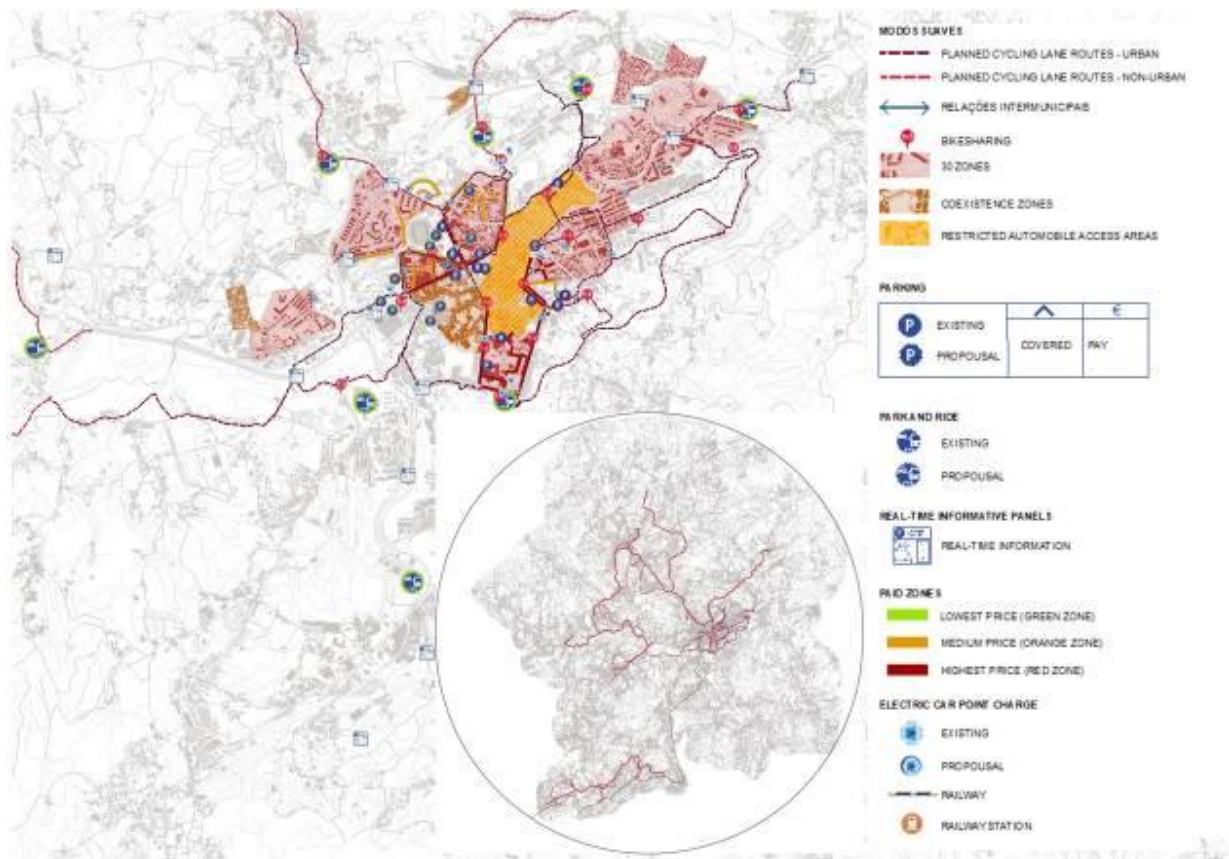 MODOS SUAVES
PLANNED CYCLING LANE ROUTES - URBAN
PLANNED CYCLING LANE ROUTES - NON-URBAN
RELAÇÕES INTERMUNICIPAIS
BIKESHARING
30 ZONES
COEXISTENCE ZONES
RESTRICTED AUTOMOBILE ACCESS AREAS
PARKING
P EXISTING
P PROPOUSAL
COVERED
€
PAY
PARK AND RIDE
EXISTING
PROPOUSAL
REAL-TIME INFORMATIVE PANELS
REAL-TIME INFORMATION
PAID ZONES
LOWEST PRICE (GREEN ZONE)
MEDIUM PRICE (ORANGE ZONE)
HIGHEST PRICE (RED ZONE)
ELECTRIC CAR POINT CHARGE
EXISTING
PROPOUSAL
RAILWAY
RAILWAY STATION